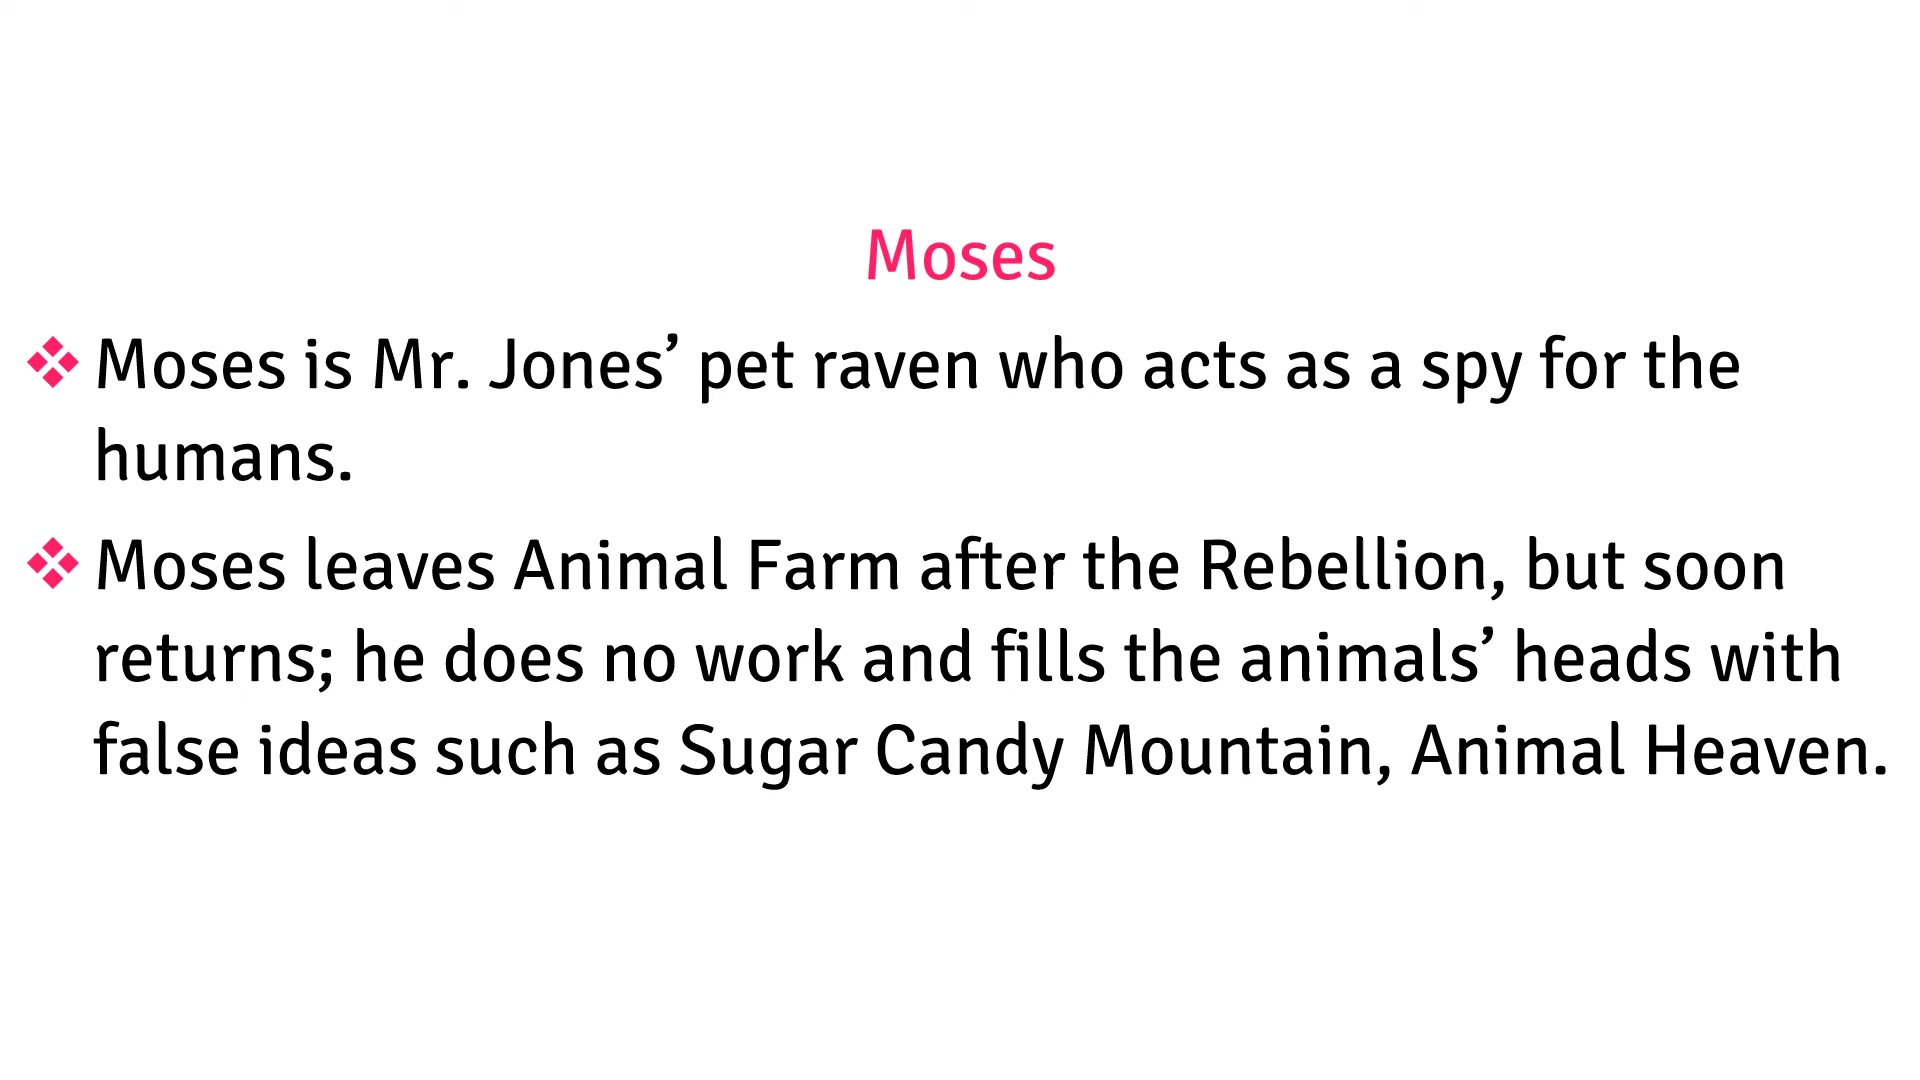 Moses
❖ Moses is Mr. Jones’ pet raven who acts as a spy for the
humans.
❖ Moses leaves Animal Farm after the Rebellion, but soon
returns; he does no work and fills the animals’ heads with
false ideas such as Sugar Candy Mountain, Animal Heaven.